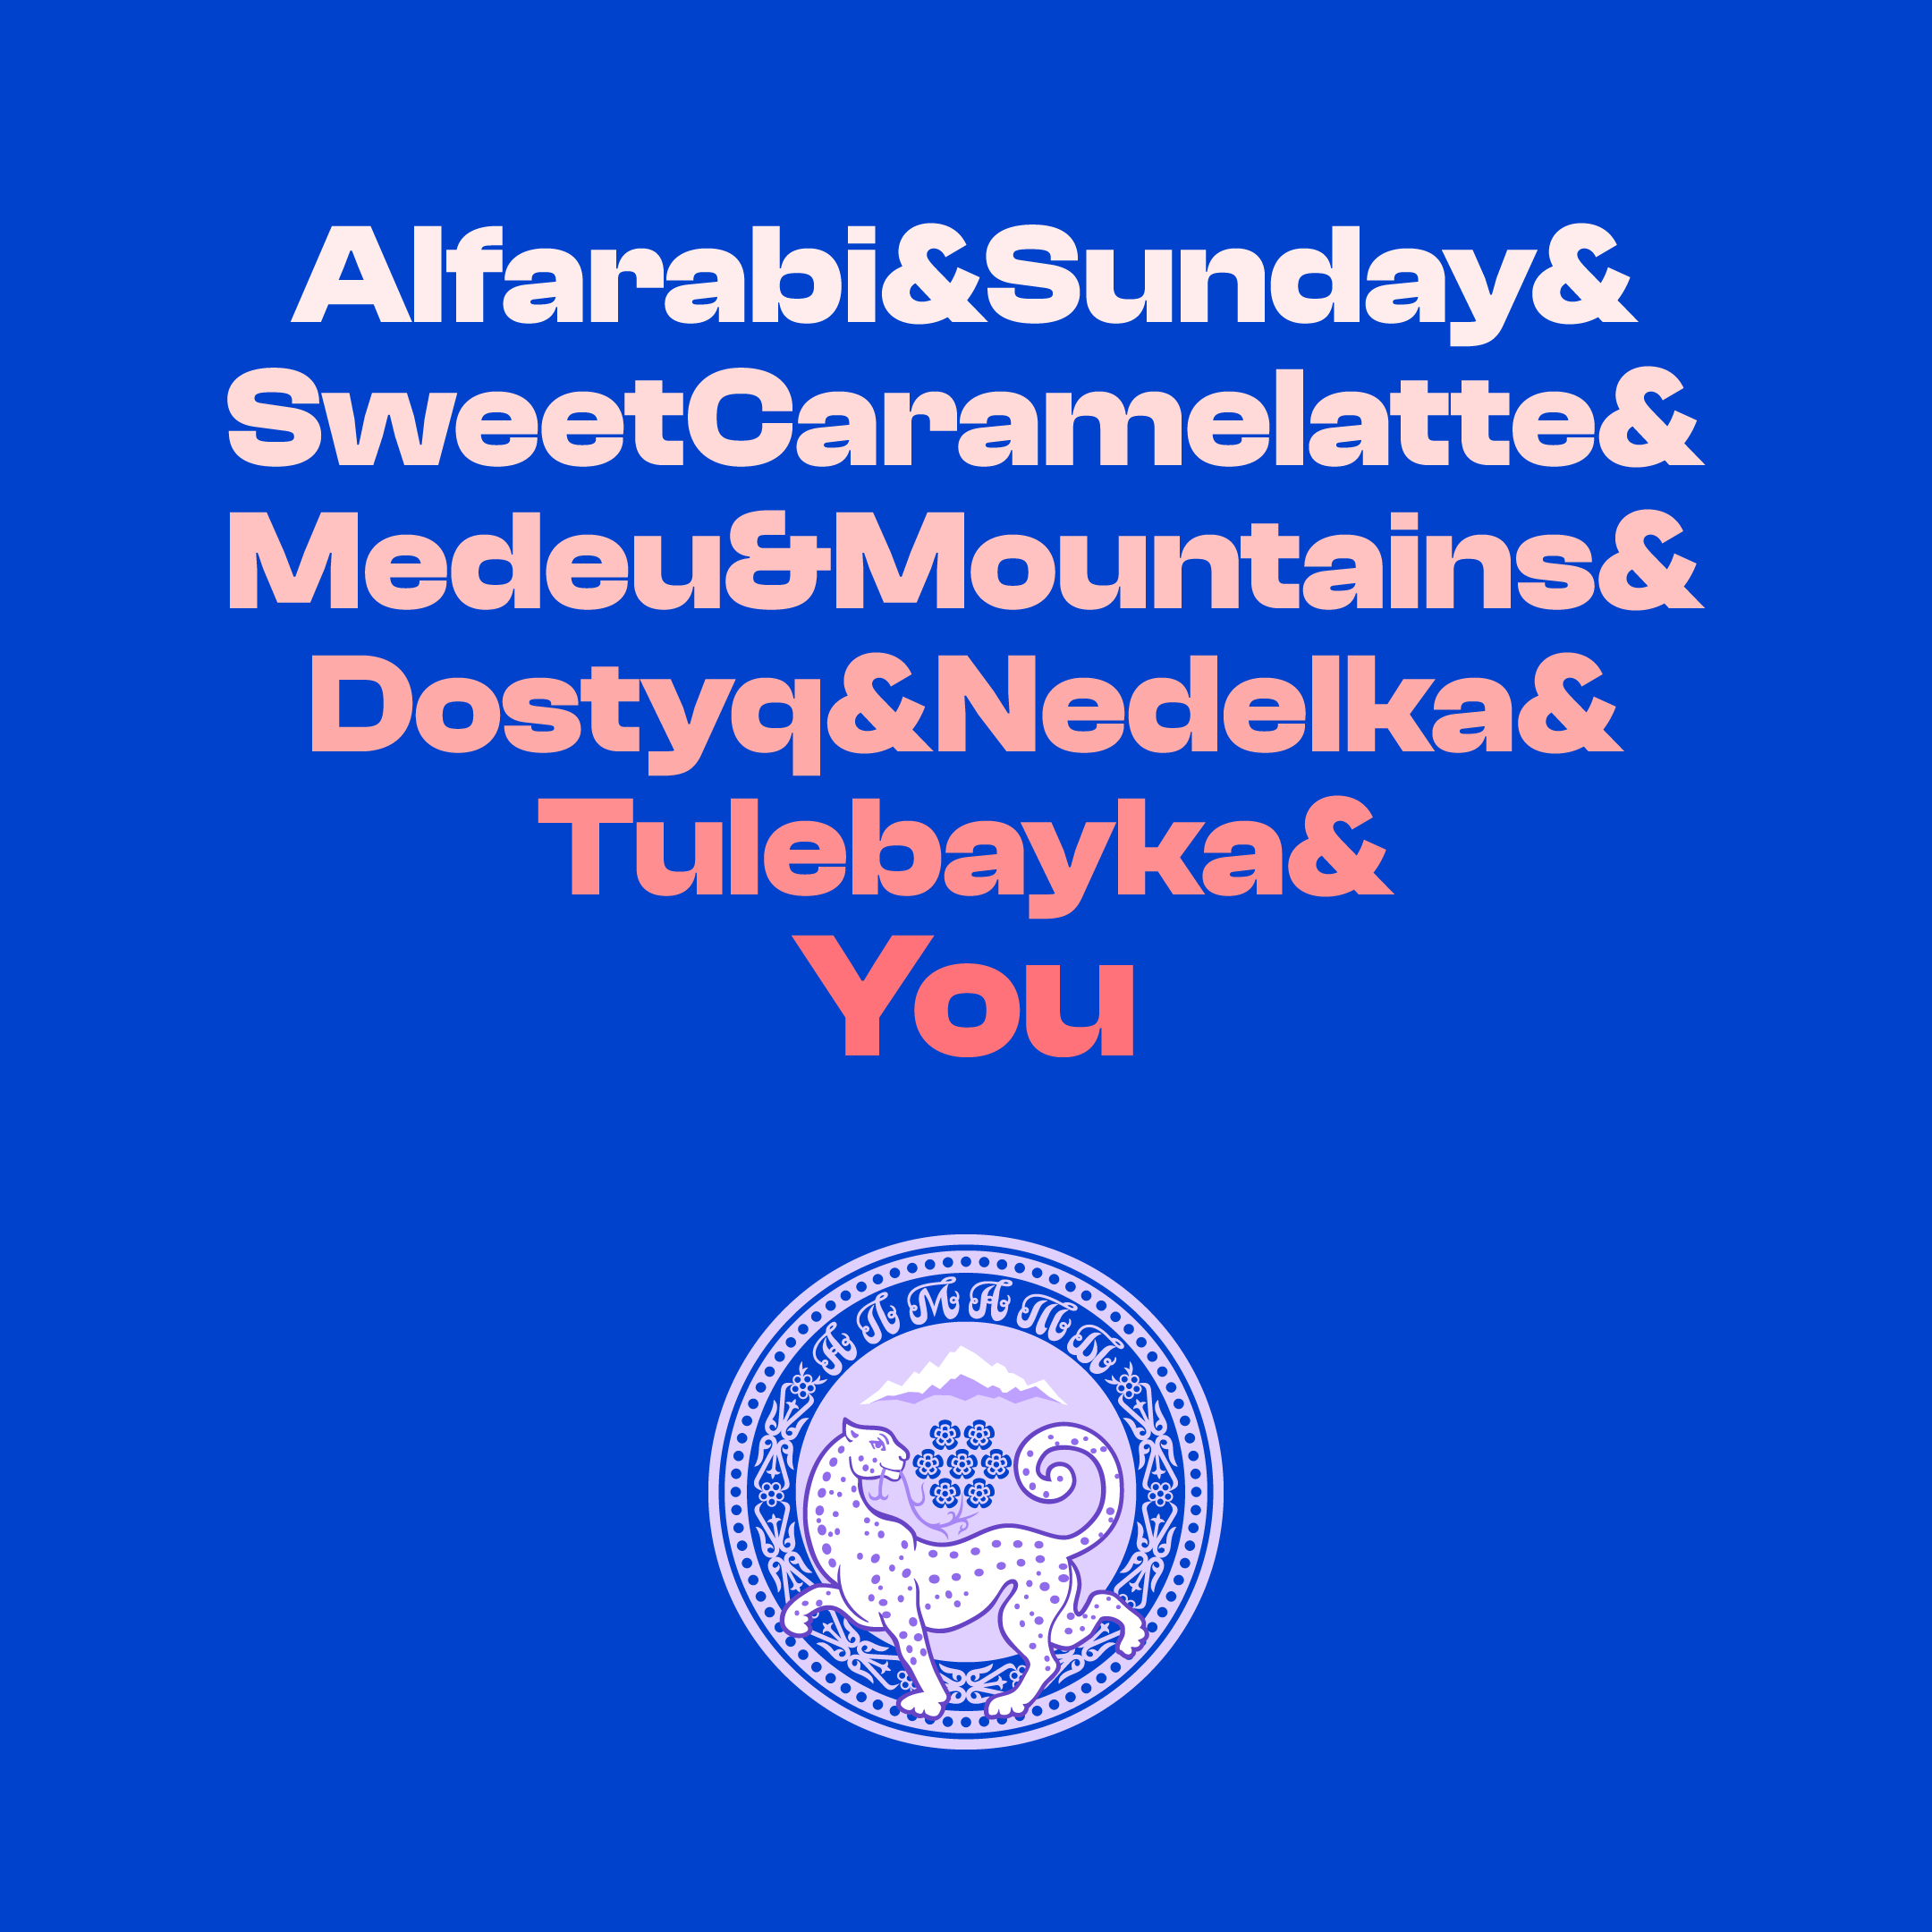 Alfarabi&Sunday&
SweetCaramelatte&
Medeu&Mountains&
Dostyq&Nedelka&
Tulebayka&
You
АЛМАТЫ